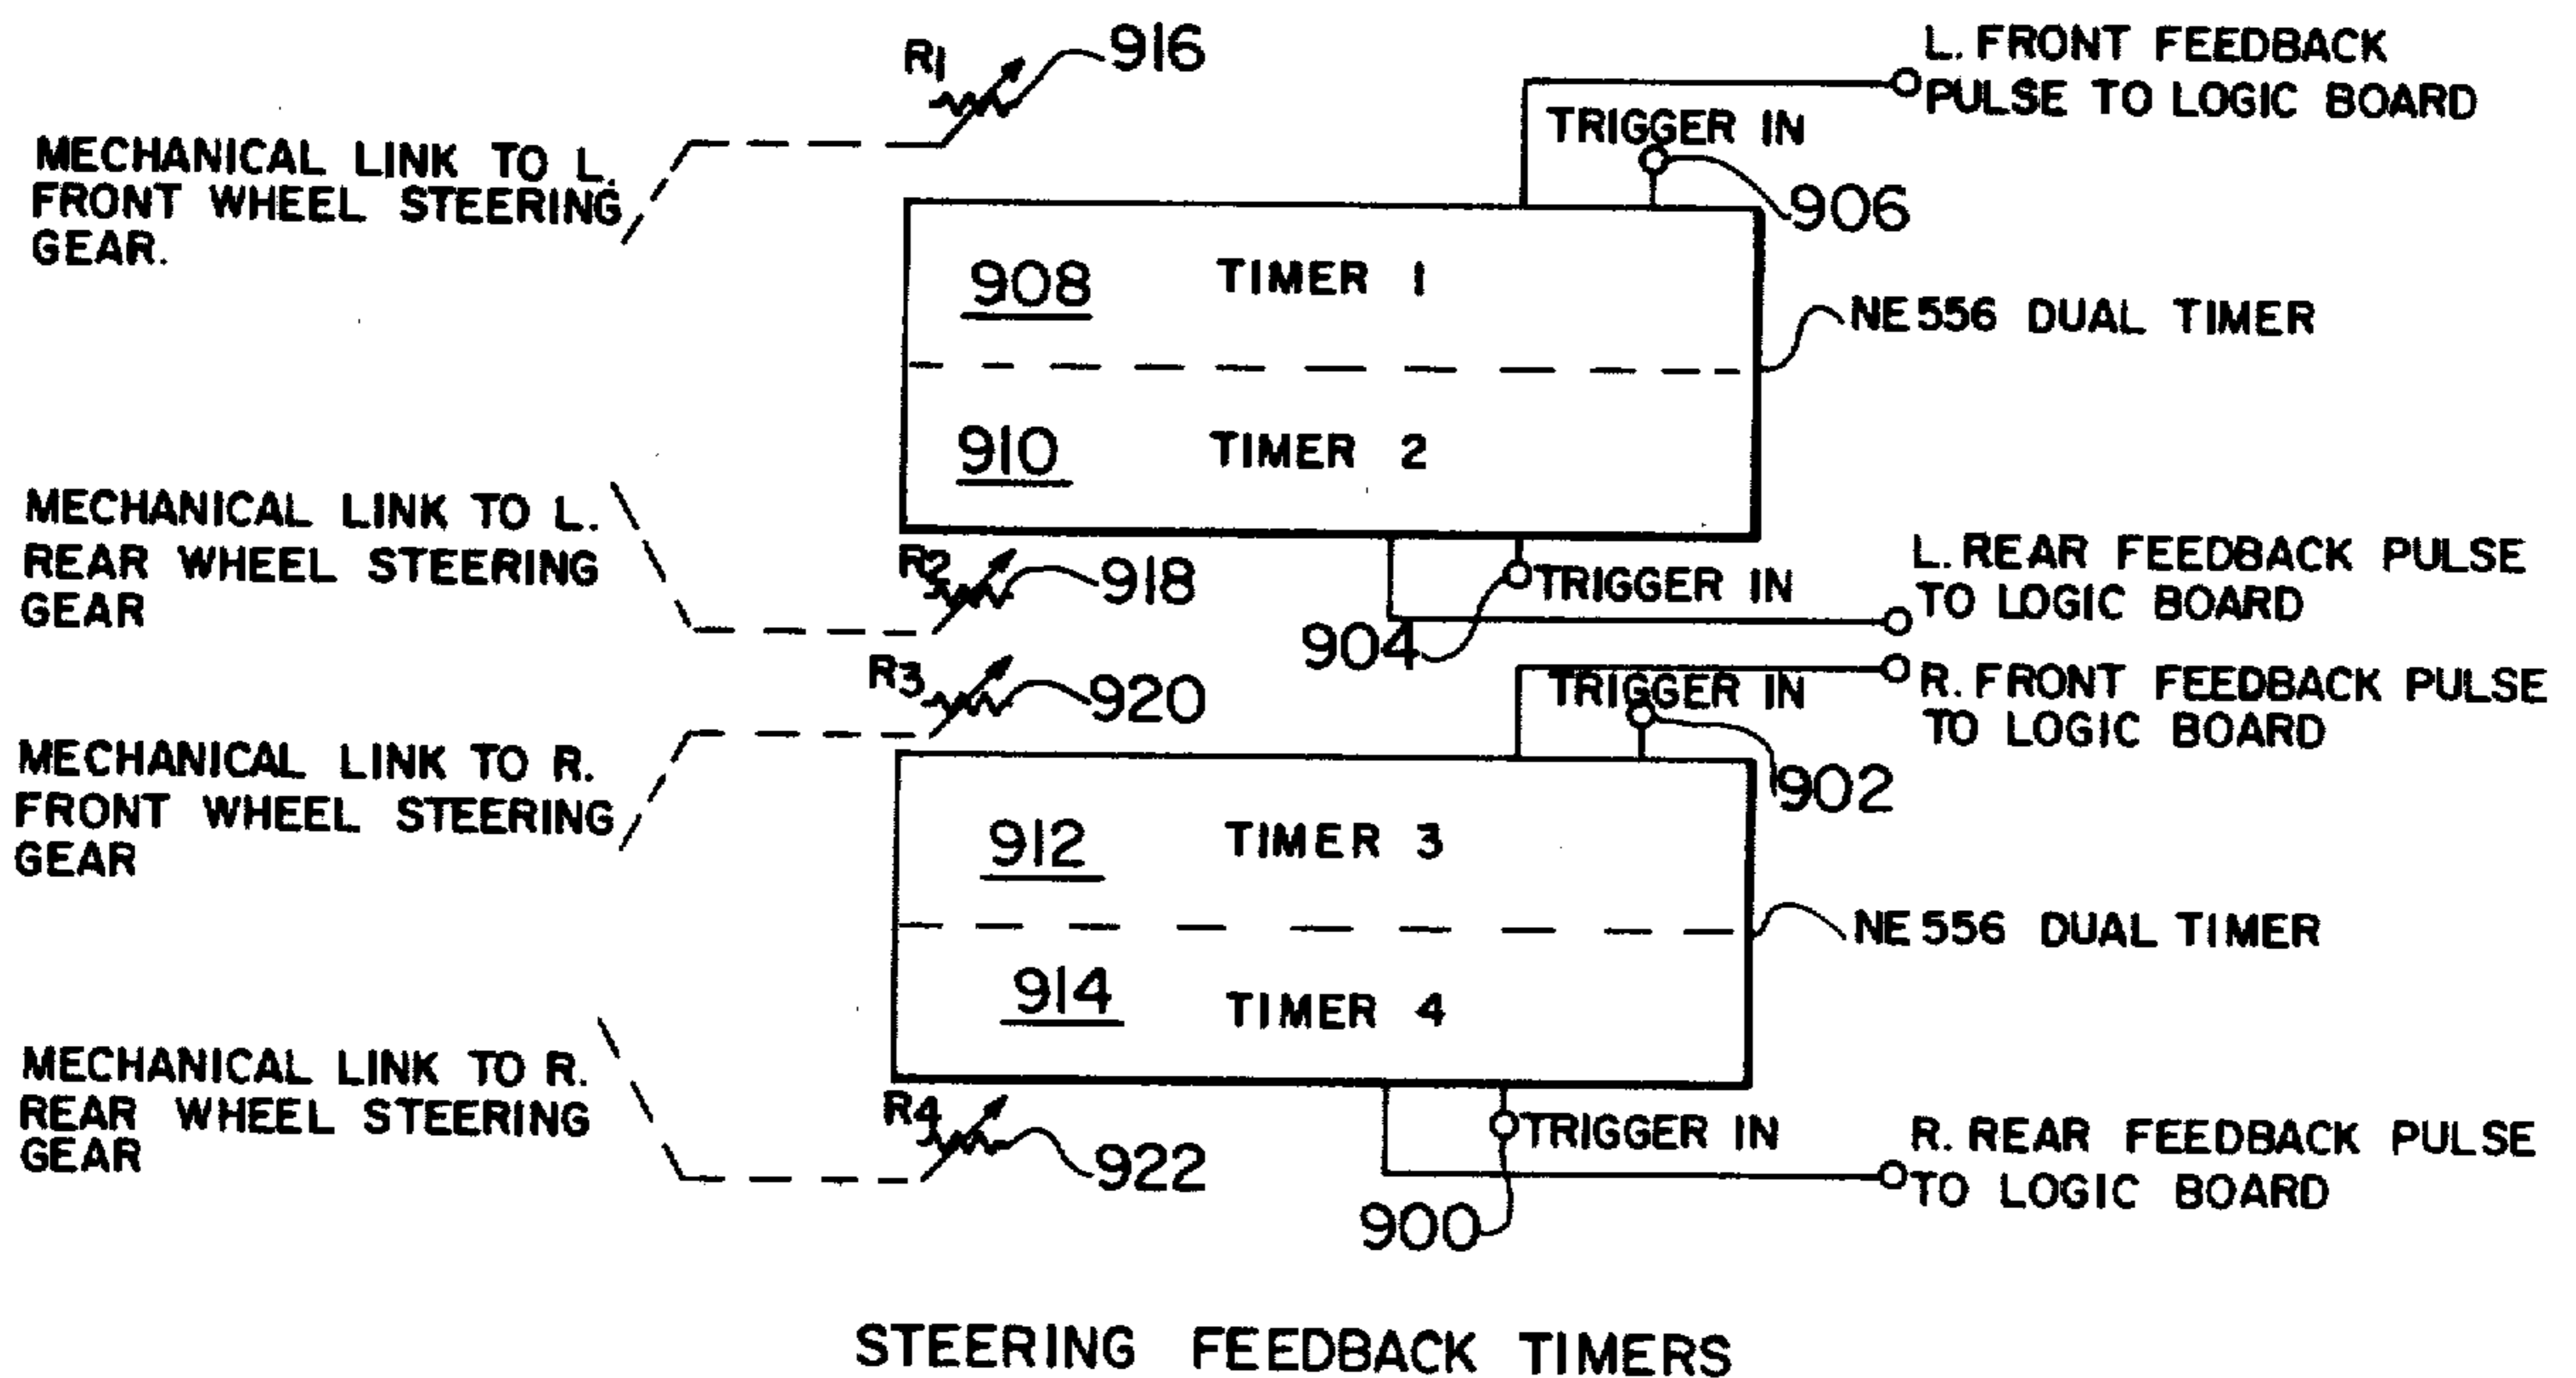 R1
916
L. FRONT FEEDBACK
PULSE TO LOGIC BOARD
TRIGGER IN
906
MECHANICAL LINK TO L.
FRONT WHEEL STEERING
GEAR.
908 TIMER 1
NE556 DUAL TIMER
910 TIMER 2
MECHANICAL LINK TO L.
REAR WHEEL STEERING
GEAR
R2
918
TRIGGER IN
904
L. REAR FEEDBACK PULSE
TO LOGIC BOARD
R3
920
TRIGGER IN
902
R. FRONT FEEDBACK PULSE
TO LOGIC BOARD
MECHANICAL LINK TO R.
FRONT WHEEL STEERING
GEAR
912 TIMER 3
NE556 DUAL TIMER
914 TIMER 4
MECHANICAL LINK TO R.
REAR WHEEL STEERING
GEAR
R4
922
TRIGGER IN
900
R. REAR FEEDBACK PULSE
TO LOGIC BOARD
STEERING FEEDBACK TIMERS